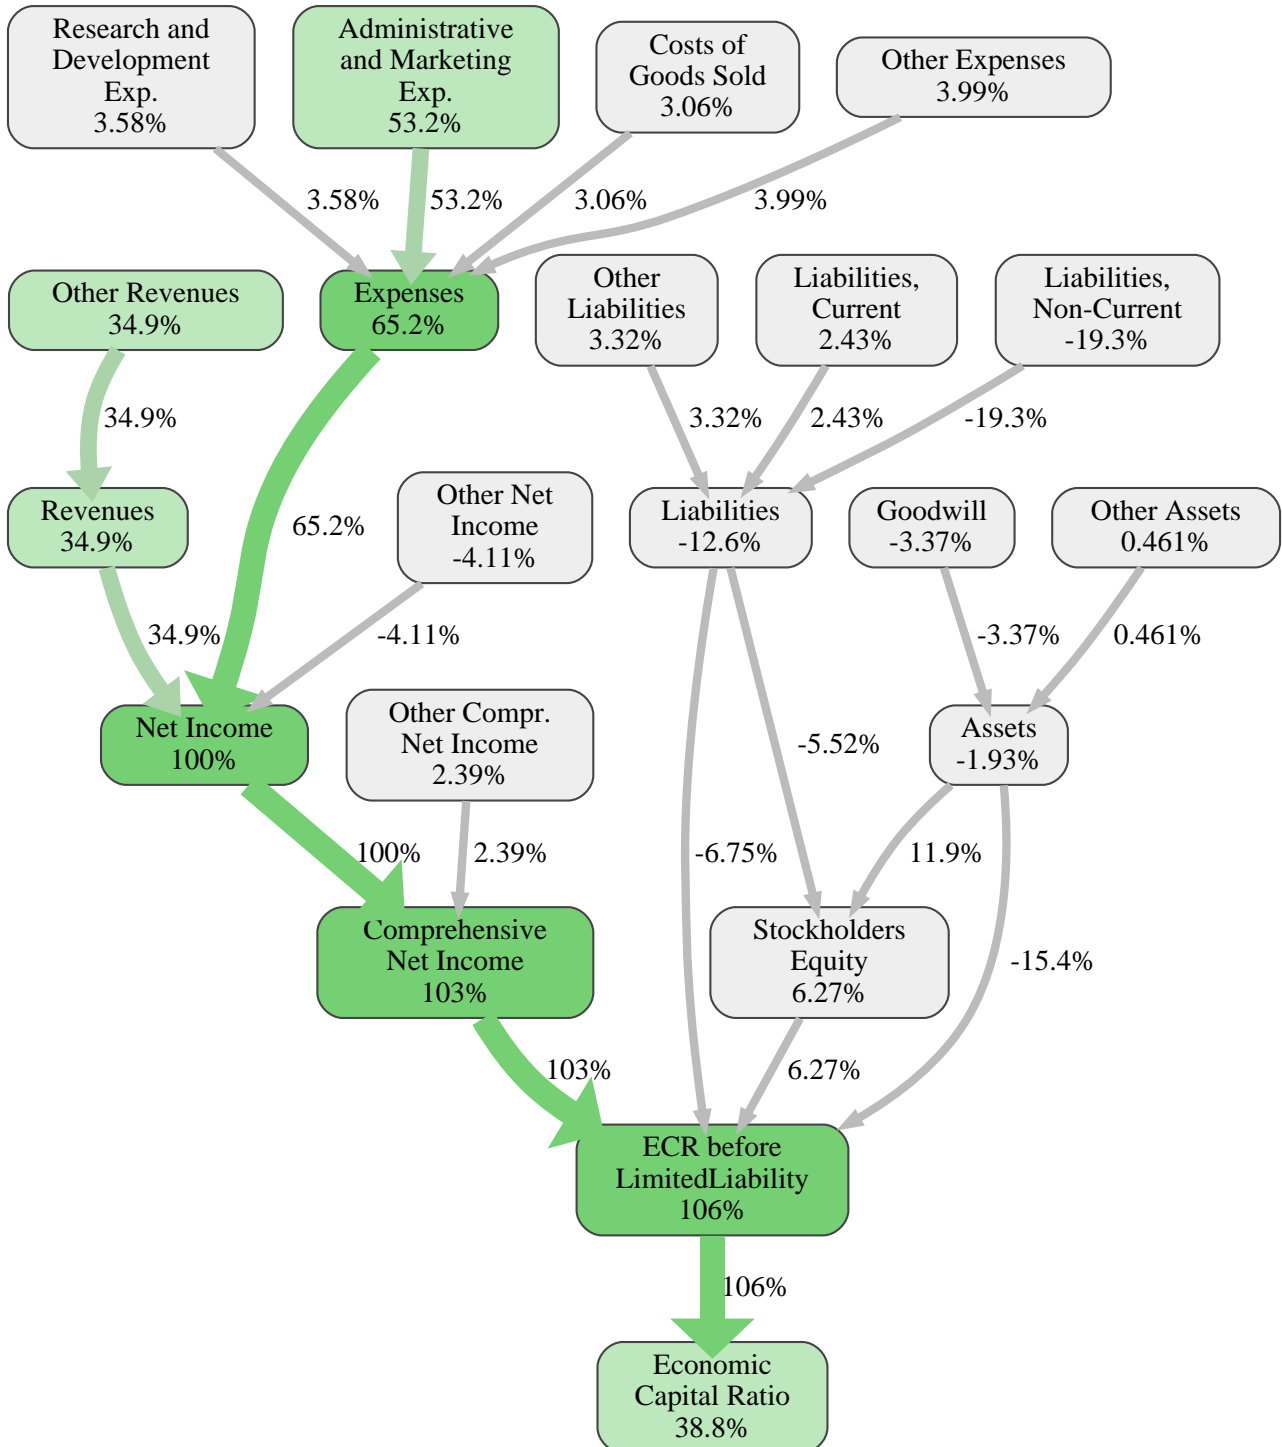 Research and
Development
Exp.
3.58%
Administrative
and Marketing
Exp.
53.2%
Costs of
Goods Sold
3.06%
Other Expenses
3.99%
3.58%
53.2%
3.06%
3.99%
Other Revenues
34.9%
Expenses
65.2%
Other
Liabilities
3.32%
Liabilities,
Current
2.43%
Liabilities,
Non-Current
-19.3%
34.9%
3.32%
2.43%
-19.3%
Revenues
34.9%
65.2%
Other Net
Income
-4.11%
Liabilities
-12.6%
Goodwill
-3.37%
Other Assets
0.461%
34.9%
-4.11%
-3.37%
0.461%
Net Income
100%
Other Compr.
Net Income
2.39%
-5.52%
Assets
-1.93%
100%
2.39%
-6.75%
11.9%
Comprehensive
Net Income
103%
Stockholders
Equity
6.27%
-15.4%
103%
6.27%
ECR before
LimitedLiability
106%
106%
Economic
Capital Ratio
38.8%